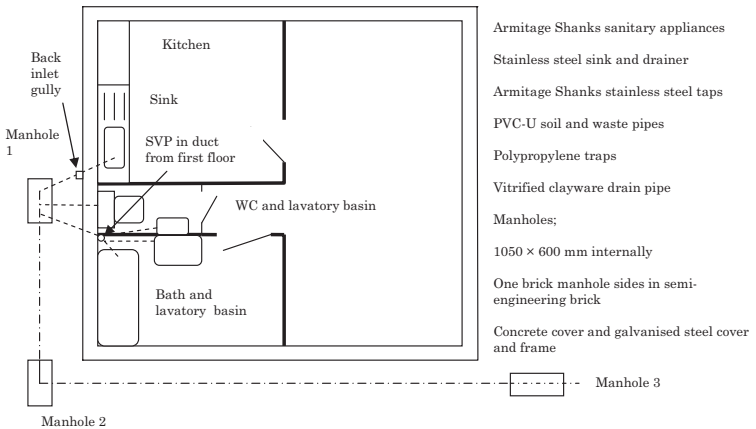 Kitchen
Back
inlet
gully
Sink
Manhole
1
SVP in duct
from first floor
WC and lavatory basin
Bath and
lavatory basin
Manhole 2
Manhole 3
Armitage Shanks sanitary appliances
Stainless steel sink and drainer
Armitage Shanks stainless steel taps
PVC-U soil and waste pipes
Polypropylene traps
Vitrified clayware drain pipe
Manholes;
1050 × 600 mm internally
One brick manhole sides in semi-
engineering brick
Concrete cover and galvanised steel cover
and frame